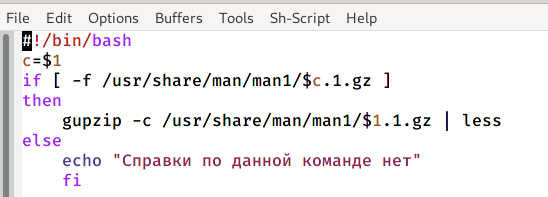 File Edit Options Buffers Tools Sh-Script Help
#!/bin/bash
c=$1
if [ -f /usr/share/man/man1/$c.1.gz ]
then
    gupzip -c /usr/share/man/man1/$1.1.gz | less
else
    echo "Справки по данной команде нет"
    fi